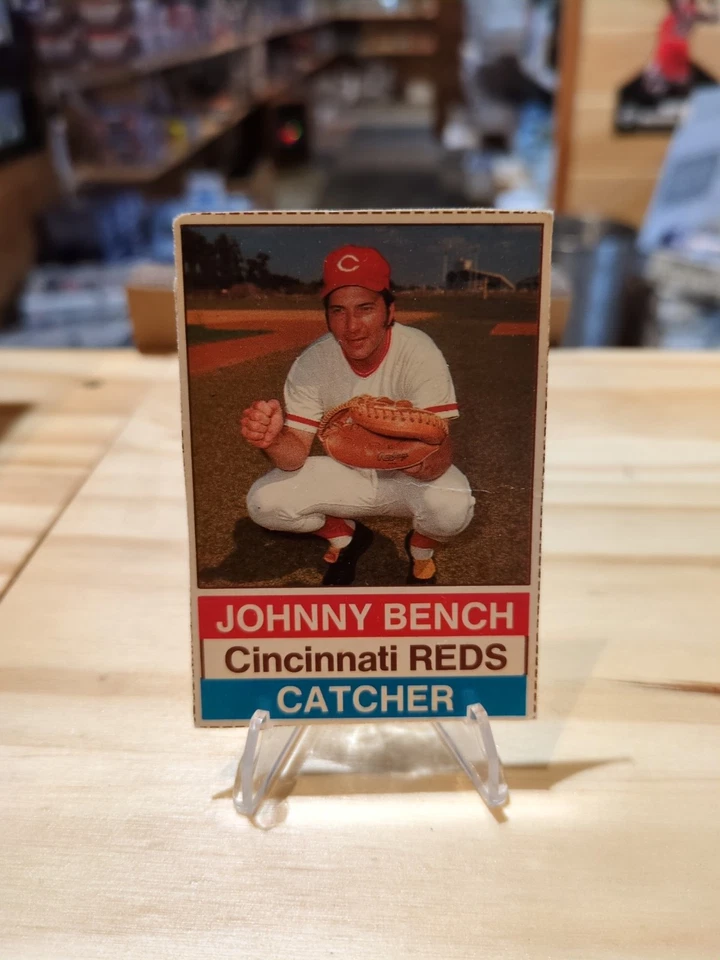 C
JOHNNY BENCH
Cincinnati REDS
CATCHER